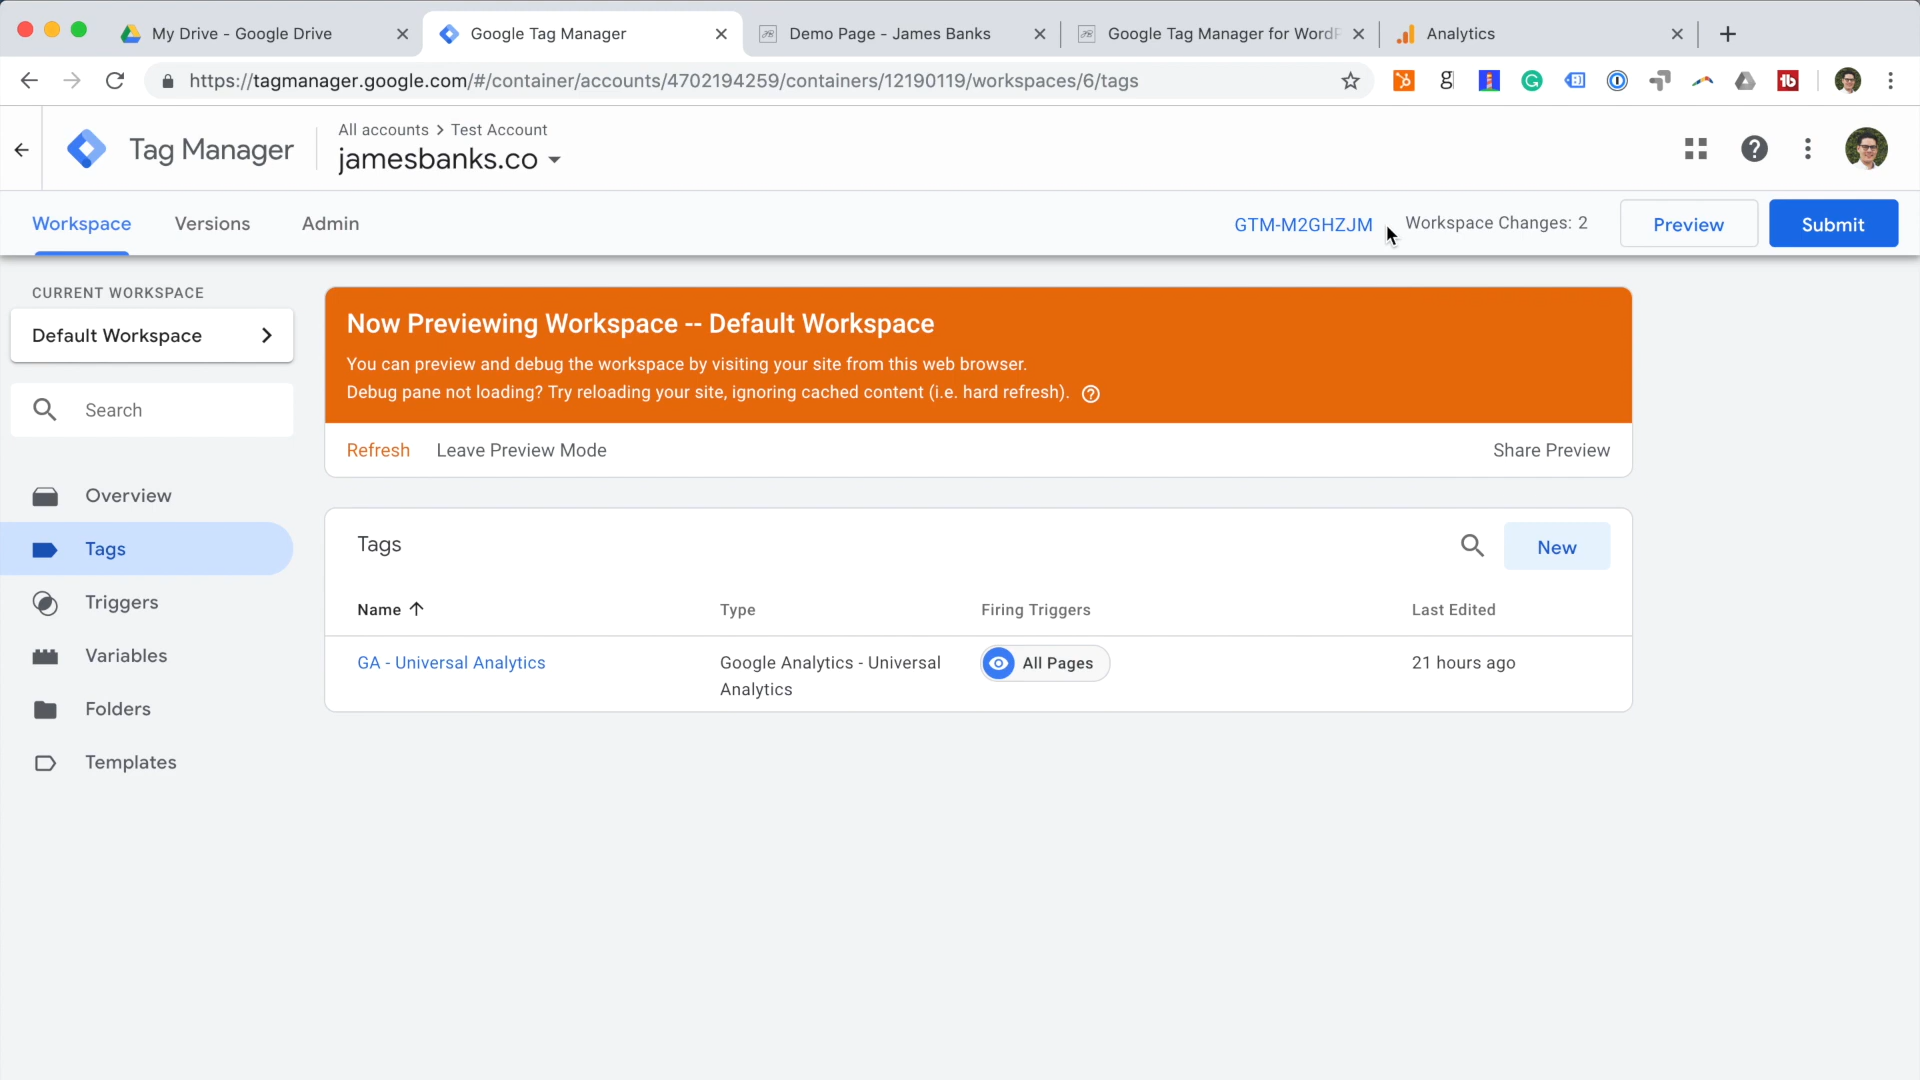 My Drive - Google Drive
Google Tag Manager
Demo Page - James Banks
Google Tag Manager for WordP
Analytics
https://tagmanager.google.com/#/container/accounts/4702194259/containers/12190119/workspaces/6/tags
Tag Manager
All accounts > Test Account
jamesbanks.co
Workspace
Versions
Admin
GTM-M2GHZJM
Workspace Changes: 2
Preview
Submit
CURRENT WORKSPACE
Default Workspace
Search
Overview
Tags
Triggers
Variables
Folders
Templates
Now Previewing Workspace -- Default Workspace
You can preview and debug the workspace by visiting your site from this web browser.
Debug pane not loading? Try reloading your site, ignoring cached content (i.e. hard refresh).
Refresh
Leave Preview Mode
Share Preview
Tags
New
Name
Type
Firing Triggers
Last Edited
GA - Universal Analytics
Google Analytics - Universal
Analytics
All Pages
21 hours ago